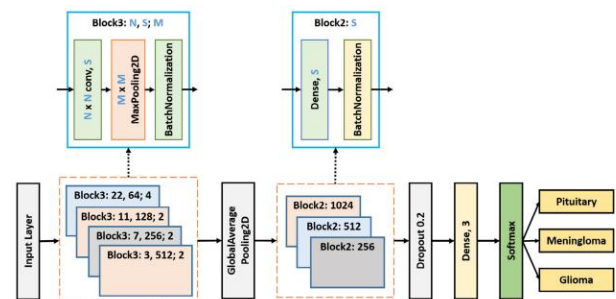 Block3: N, S; M
N x N conv, S
M x M
MaxPooling2D
BatchNormalization
Block2: S
Dense, S
BatchNormalization
Input Layer
Block3: 22, 64; 4
Block3: 11, 128; 2
Block3: 7, 256; 2
Block3: 3, 512; 2
GlobalAverage
Pooling2D
Block2: 1024
Block2: 512
Block2: 256
Dropout 0.2
Dense, 3
Softmax
Pituitary
Meningloma
Glioma